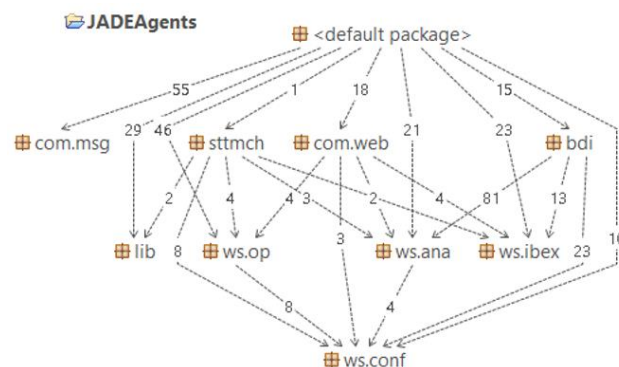 JADEAgents
<default package>
55
29
46
1
18
21
23
15
com.msg
sttmch
com.web
bdi
2
4
3
4
2
4
81
13
lib
8
ws.op
3
ws.ana
ws.ibex
23
8
4
ws.conf